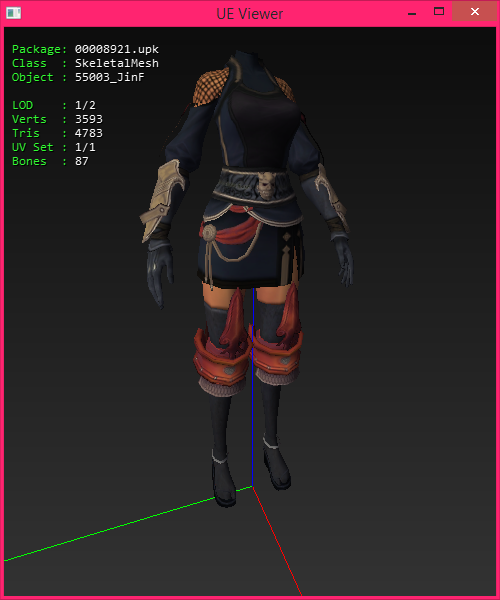 UE Viewer
Package: 00008921.upk
Class : SkeletalMesh
Object : 55003_JinF
LOD : 1/2
Verts : 3593
Tris : 4783
UV Set : 1/1
Bones : 87